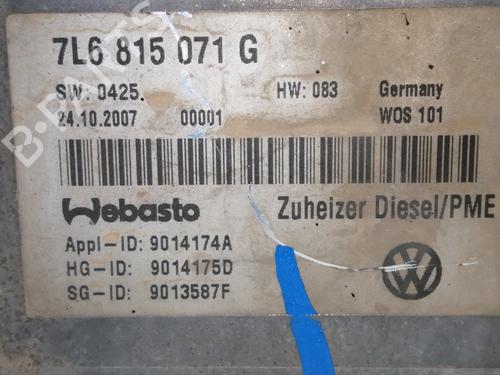 7L6 815 071 G
SW: 0425. HW: 083 Germany
24.10.2007 00001 WOS 101
Webasto Zuheizer Diesel/PME
Appl-ID: 9014174A
HG-ID: 9014175D
SG-ID: 9013587F
VW
B-PARTS